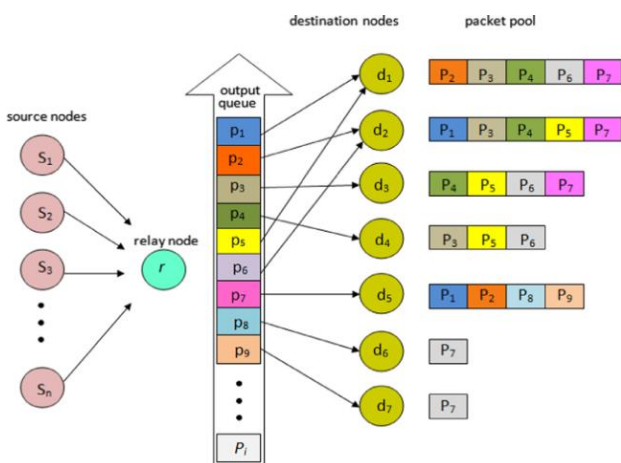 destination nodes
packet pool
source nodes
output
queue
relay node
S1
S2
S3
Sn
r
p1
p2
p3
p4
p5
p6
p7
p8
p9
Pi
d1
P2 P3 P4 P6 P7
d2
P1 P3 P4 P5 P7
d3
P4 P5 P6 P7
d4
P3 P5 P6
d5
P1 P2 P8 P9
d6
P7
d7
P7